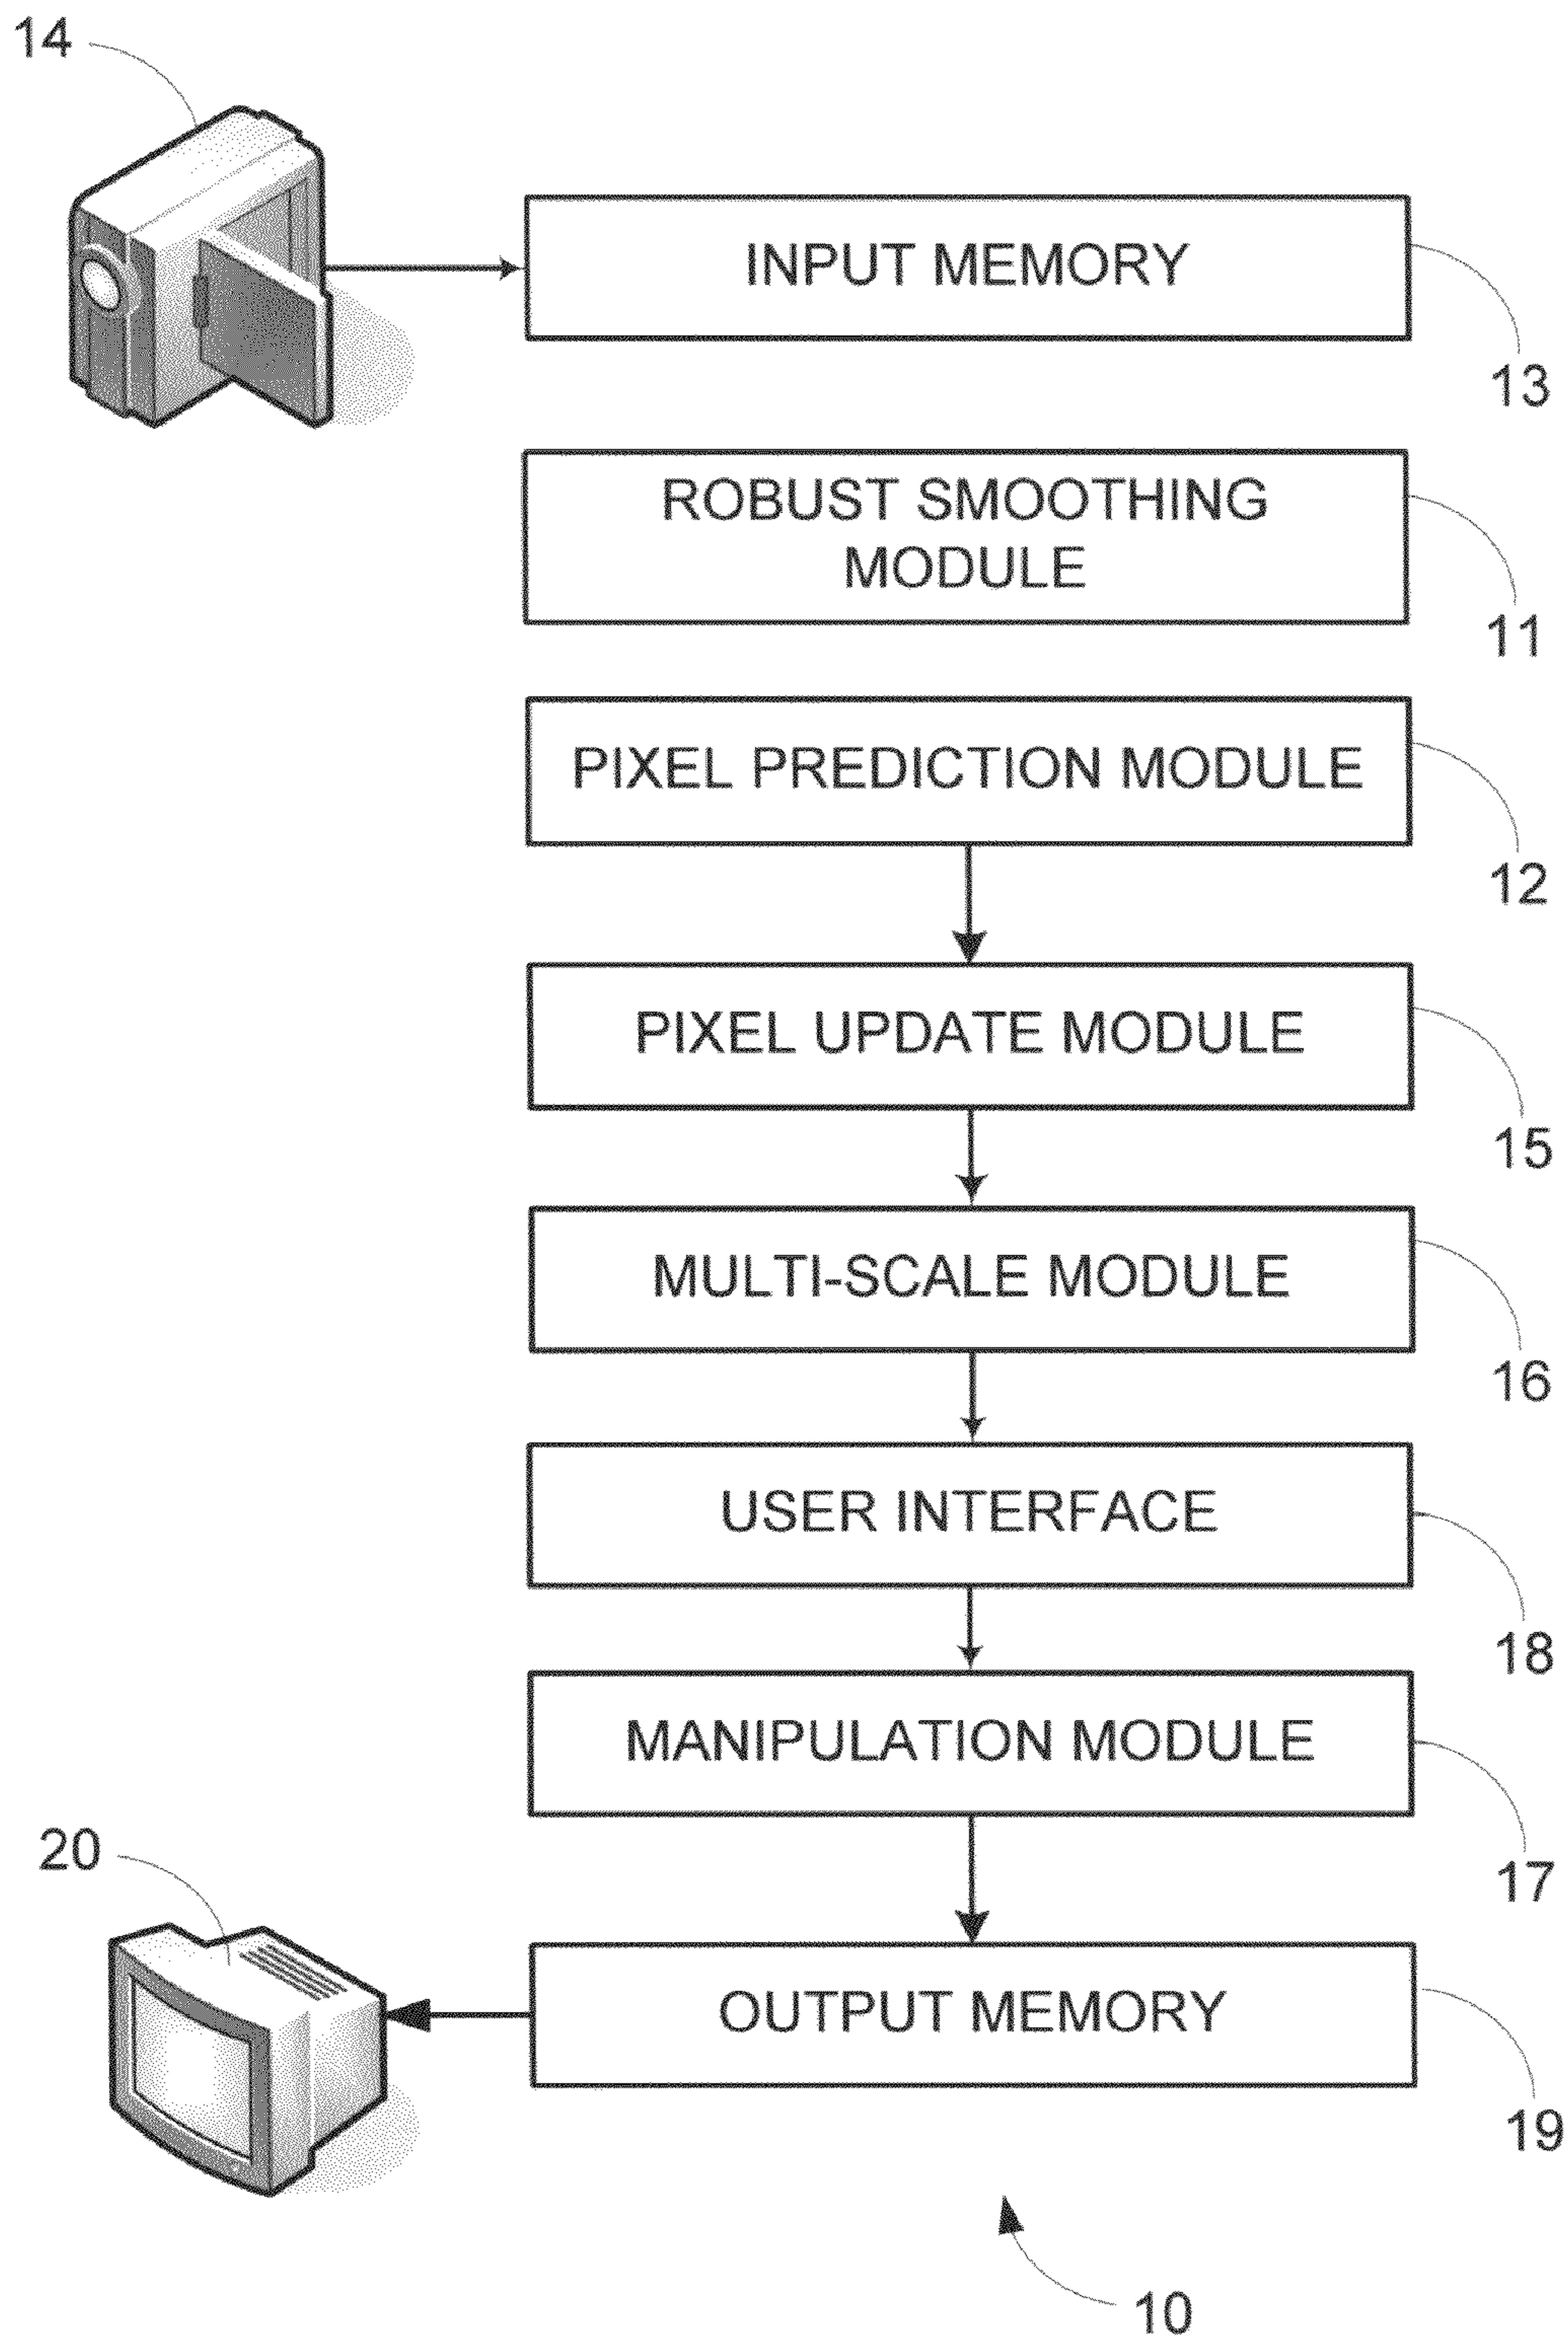 14
INPUT MEMORY
13
ROBUST SMOOTHING
MODULE
11
PIXEL PREDICTION MODULE
12
PIXEL UPDATE MODULE
15
MULTI-SCALE MODULE
16
USER INTERFACE
18
MANIPULATION MODULE
17
20
OUTPUT MEMORY
19
10